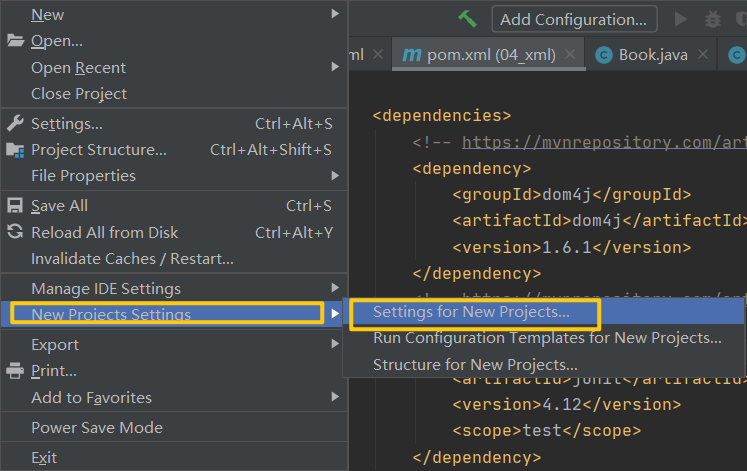 New
Open...
Open Recent
Close Project
Settings... Ctrl+Alt+S
Project Structure... Ctrl+Alt+Shift+S
File Properties
Save All Ctrl+S
Reload All from Disk Ctrl+Alt+Y
Invalidate Caches / Restart...
Manage IDE Settings
New Projects Settings
Export
Print...
Add to Favorites
Power Save Mode
Exit
Settings for New Projects...
Run Configuration Templates for New Projects...
Structure for New Projects...
Add Configuration...
ml
pom.xml (04_xml)
Book.java
<dependencies>
<!-- https://mvnrepository.com/art
<dependency>
<groupId>dom4j</groupId>
<artifactId>dom4j</artifactId>
<version>1.6.1</version>
</dependency>
<artifactId>junit</artifactId>
<version>4.12</version>
<scope>test</scope>
</dependency>